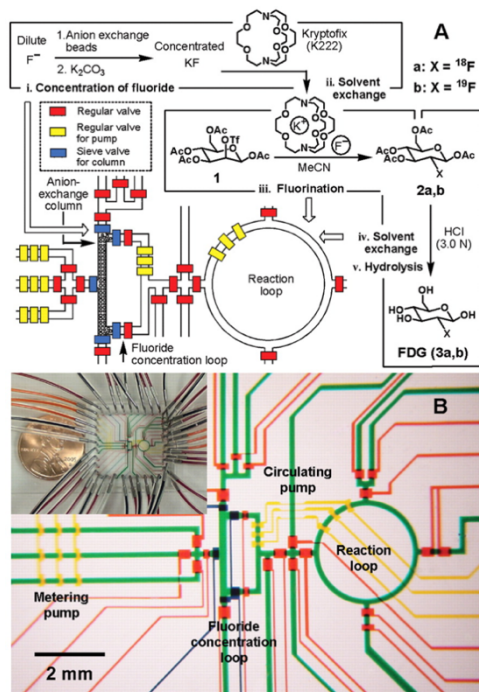 A
Dilute
F⁻
1.Anion exchange
beads
2. K₂CO₃
Concentrated
KF
N
O
O
O
O
O
O
N
Kryptofix
(K222)
i. Concentration of fluoride
ii. Solvent
exchange
a: X = ¹⁸F
b: X = ¹⁹F
Regular valve
Regular valve
for pump
Sieve valve
for column
OAc
OTf
AcO
AcO
OAc
1
N
O
O
O
K⁺
O
O
O
N
F⁻
MeCN
OAc
AcO
AcO
OAc
X
2a,b
Anion-
exchange
column
iii. Fluorination
iv. Solvent
exchange
v. Hydrolysis
HCl
(3.0 N)
Reaction
loop
Fluoride
concentration loop
OH
HO
HO
OH
X
FDG (3a,b)
B
Circulating
pump
Reaction
loop
Metering
pump
Fluoride
concentration
loop
2 mm